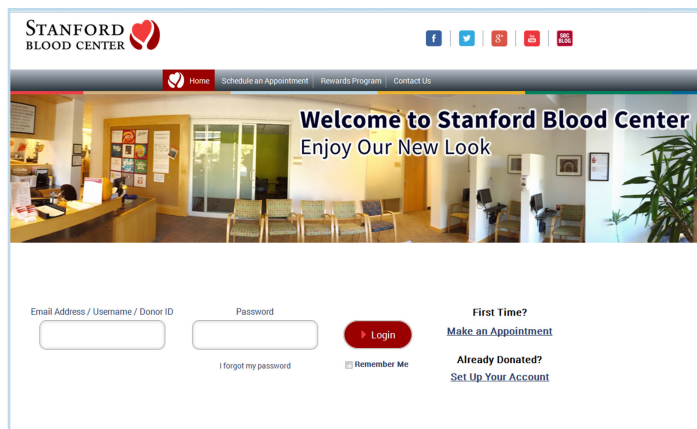 STANFORD
BLOOD CENTER
f
8+
You
SBC
BLOG
Home
Schedule an Appointment
Rewards Program
Contact Us
Welcome to Stanford Blood Center
Enjoy Our New Look
Email Address / Username / Donor ID
Password
Login
First Time?
Make an Appointment
I forgot my password
Remember Me
Already Donated?
Set Up Your Account